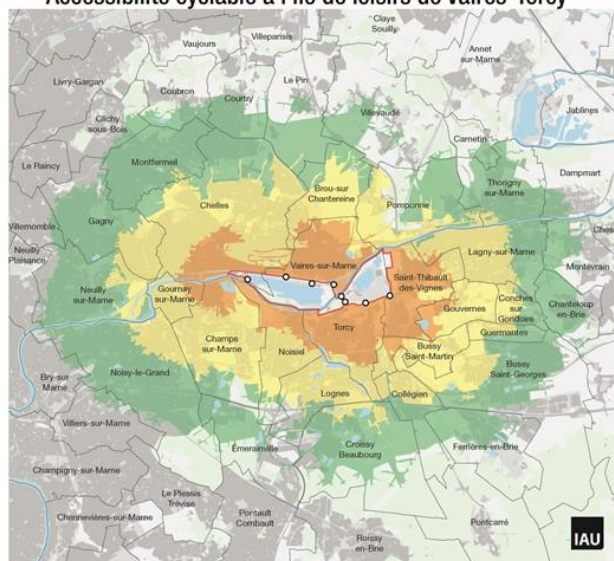 Accessibilité cyclable à l'île de loisirs de Vaires-Torcy
Claye
Souilly
Villeparisis
Vaujours
Annet
sur-Marne
Le Pin
Livry-Gargan
Coubron
Courtry
Villevaudé
Jablines
Clichy
sous-Bois
Carnetin
Montfermeil
Le Raincy
Dampmart
Brou-sur
Chantereine
Thorigny
sur-Marne
Chelles
Pomponne
Gagny
Villemomble
Neuilly
Plaisance
Lagny-sur-Marne
Vaires-sur-Marne
Montévrain
Saint-Thibault
des-Vignes
Neuilly
sur-Marne
Gournay
sur-Marne
Gouvernes
Conches
sur
Gondoire
Chanteloup
en-Brie
Torcy
Guermantes
Champs
sur-Marne
Noisiel
Bussy
Saint-Martin
Bussy
Saint-Georges
Noisy-le-Grand
Bry-sur
Marne
Lognes
Collégien
Villiers-sur-Marne
Émerainville
Croissy
Beaubourg
Ferrières-en-Brie
Champigny-sur-Marne
Le Plessis
Trévise
Chennevières-sur-Marne
Pontault
Combault
Pontcarré
Roissy
en-Brie
IAU